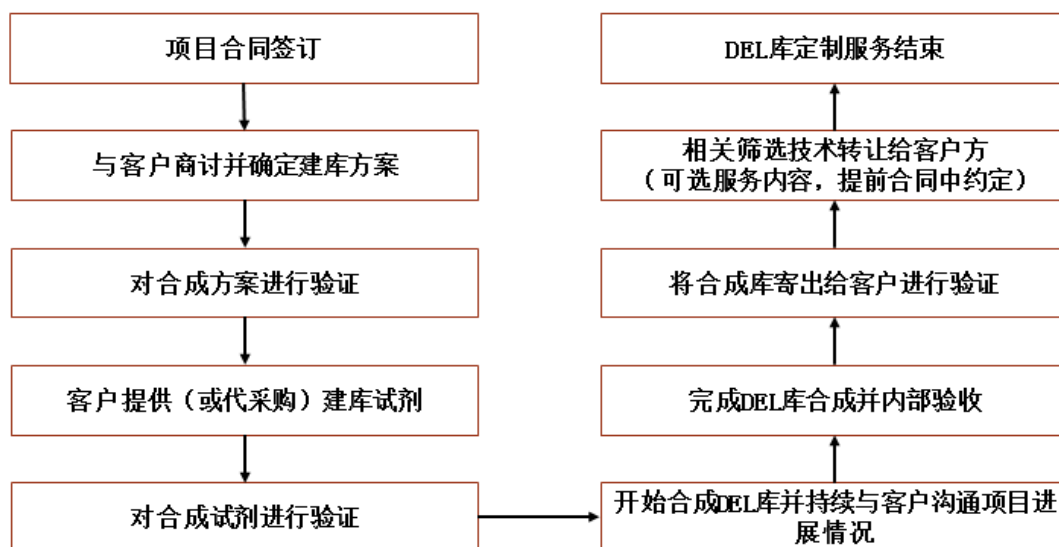 项目合同签订
与客户商讨并确定建库方案
对合成方案进行验证
客户提供（或代采购）建库试剂
对合成试剂进行验证
开始合成DEL库并持续与客户沟通项目进
展情况
完成DEL库合成并内部验收
将合成库寄出给客户进行验证
相关筛选技术转让给客户方
（可选服务内容，提前合同中约定）
DEL库定制服务结束